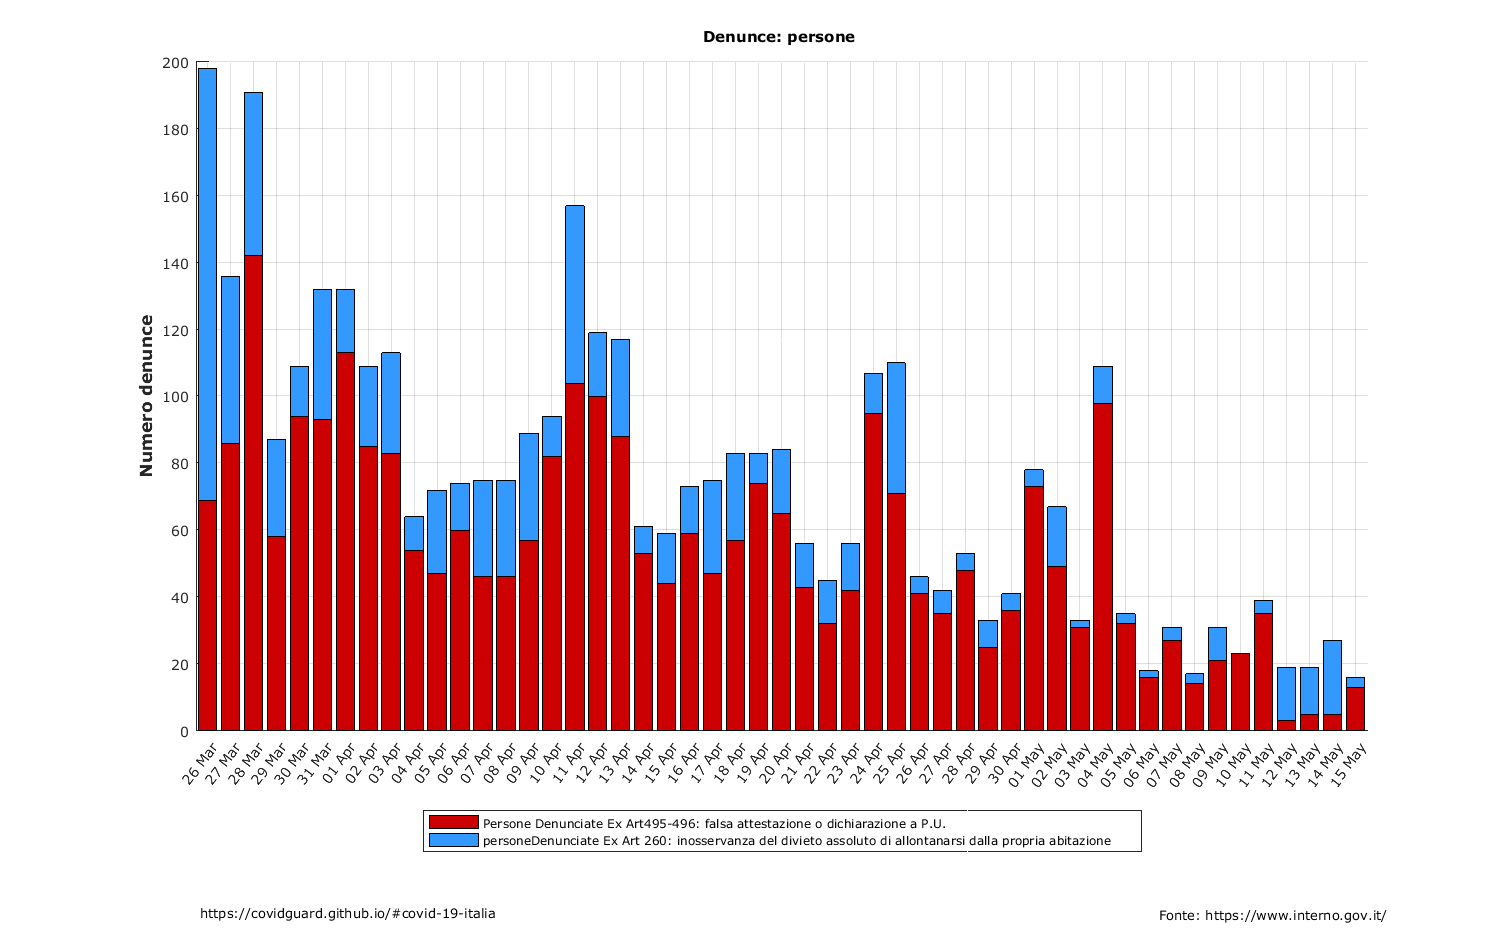 Denunce: persone
Numero denunce
200
180
160
140
120
100
80
60
40
20
0
26 Mar
27 Mar
28 Mar
29 Mar
30 Mar
31 Mar
01 Apr
02 Apr
03 Apr
04 Apr
05 Apr
06 Apr
07 Apr
08 Apr
09 Apr
10 Apr
11 Apr
12 Apr
13 Apr
14 Apr
15 Apr
16 Apr
17 Apr
18 Apr
19 Apr
20 Apr
21 Apr
22 Apr
23 Apr
24 Apr
25 Apr
26 Apr
27 Apr
28 Apr
29 Apr
30 Apr
01 May
02 May
03 May
04 May
05 May
06 May
07 May
08 May
09 May
10 May
11 May
12 May
13 May
14 May
15 May
Persone Denunciate Ex Art495-496: falsa attestazione o dichiarazione a P.U.
personeDenunciate Ex Art 260: inosservanza del divieto assoluto di allontanarsi dalla propria abitazione
https://covidguard.github.io/#covid-19-italia
Fonte: https://www.interno.gov.it/